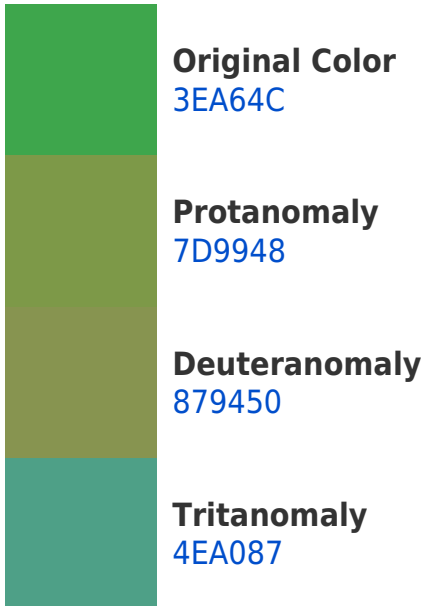 Original Color
3EA64C
Protanomaly
7D9948
Deuteranomaly
879450
Tritanomaly
4EA087